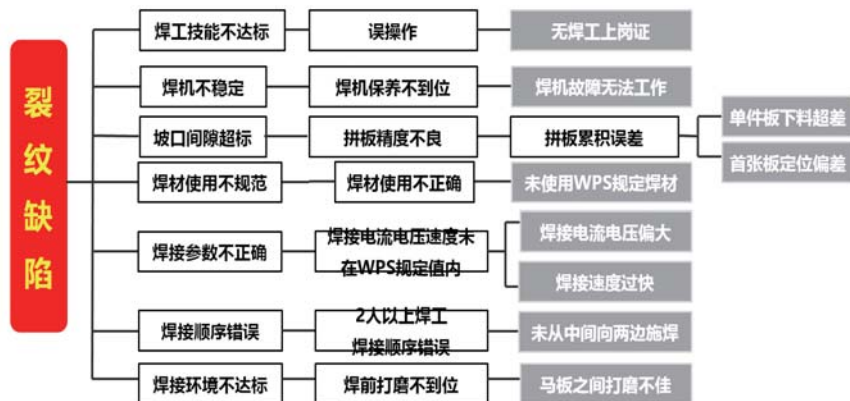 裂纹缺陷
焊工技能不达标
误操作
无焊工上岗证
焊机不稳定
焊机保养不到位
焊机故障无法工作
坡口间隙超标
拼板精度不良
拼板累积误差
单件板下料超差
首张板定位偏差
焊材使用不规范
焊材使用不正确
未使用WPS规定焊材
焊接参数不正确
焊接电流电压速度未
在WPS规定值内
焊接电流电压偏大
焊接速度过快
焊接顺序错误
2人以上焊工
焊接顺序错误
未从中间向两边施焊
焊接环境不达标
焊前打磨不到位
马板之间打磨不佳